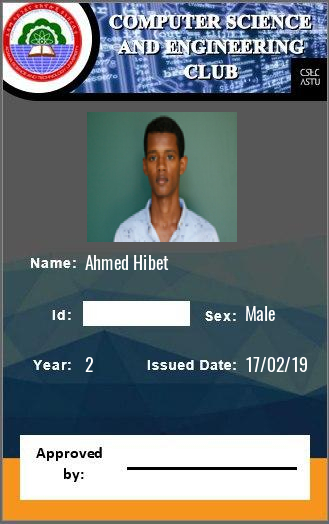 COMPUTER SCIENCE
AND ENGINEERING
CLUB
CSEC
ASTU
Name: Ahmed Hibet
Id:
Sex: Male
Year: 2
Issued Date: 17/02/19
Approved
by: